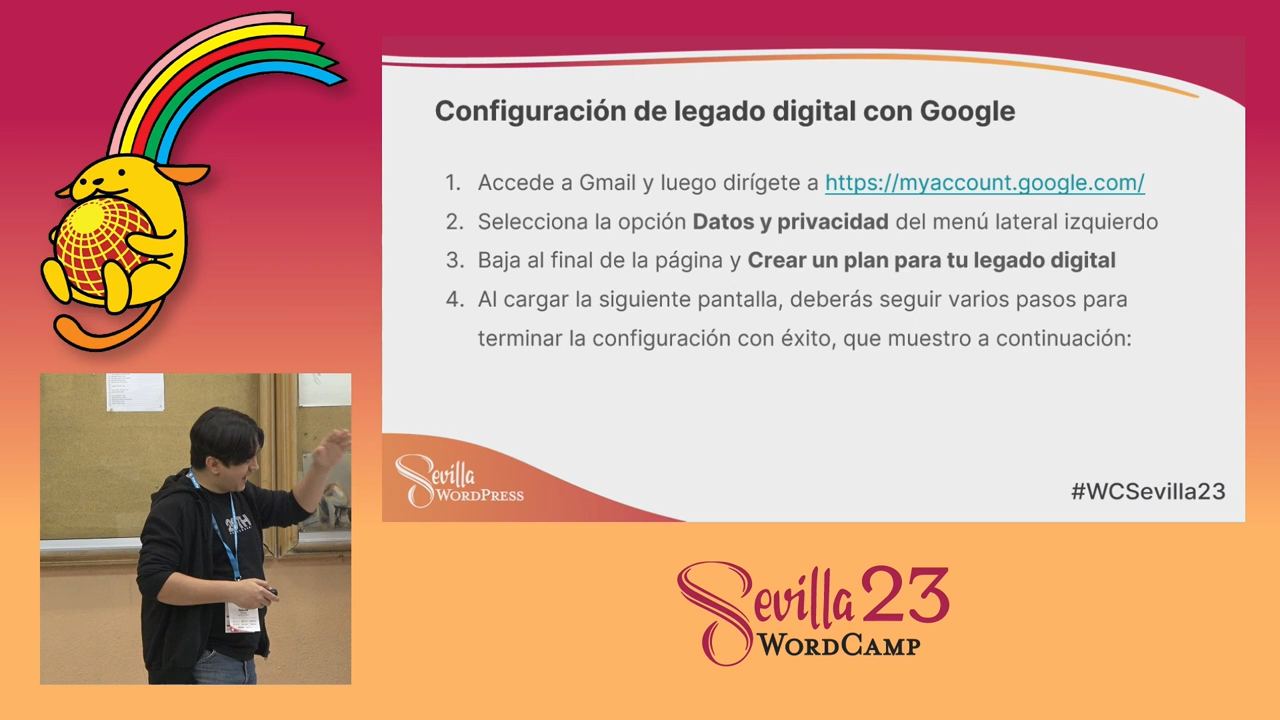 Configuración de legado digital con Google
1. Accede a Gmail y luego dirígete a https://myaccount.google.com/
2. Selecciona la opción Datos y privacidad del menú lateral izquierdo
3. Baja al final de la página y Crear un plan para tu legado digital
4. Al cargar la siguiente pantalla, deberás seguir varios pasos para
terminar la configuración con éxito, que muestro a continuación:
Sevilla
WORDPRESS
#WCSevilla23
Sevilla 23
WORDCAMP